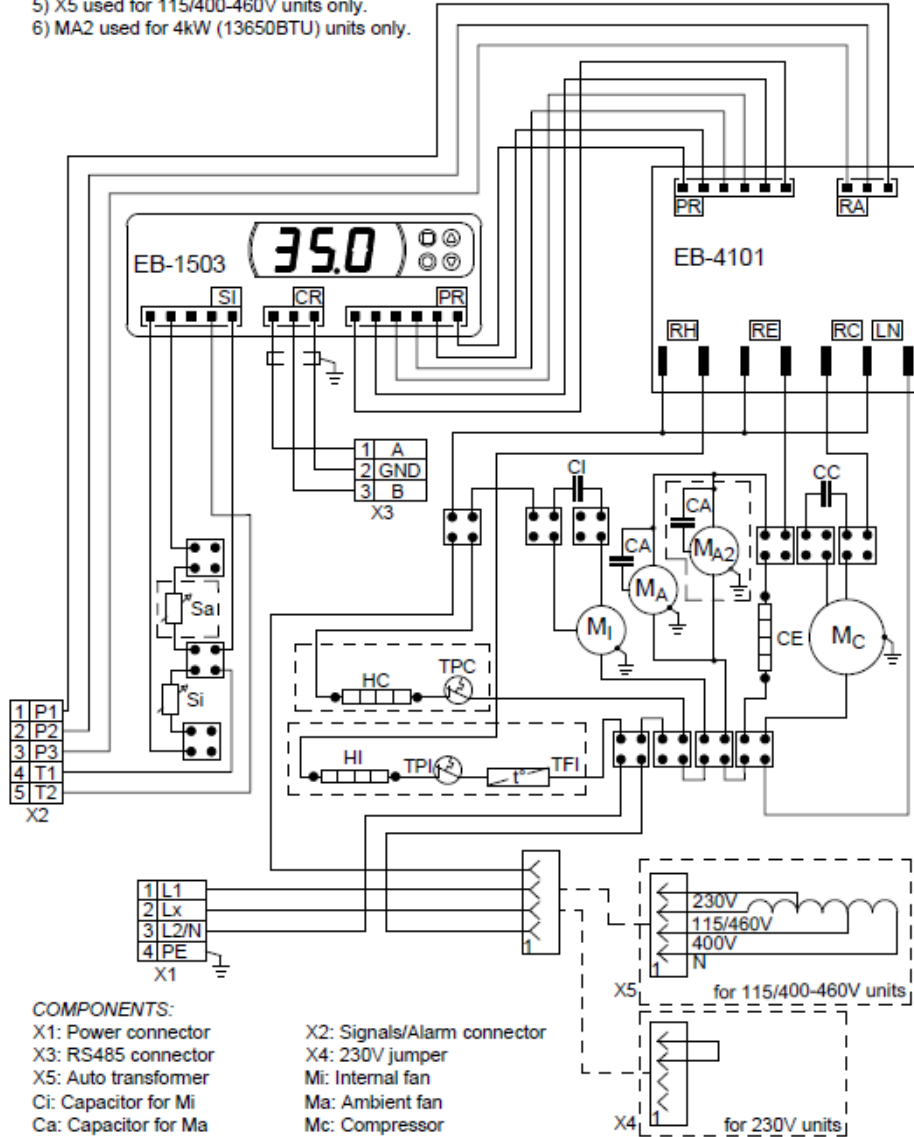 5) X5 used for 115/400-460V units only.
6) MA2 used for 4kW (13650BTU) units only.
PR
RA
EB-4101
EB-1503
35.0
SI
CR
PR
RH
RE
RC
LN
1 A
2 GND
3 B
X3
CI
CA
CA
CC
MA2
MA
MI
CE
MC
Sa
Si
HC
TPC
HI
TPI
t°
TFI
1 P1
2 P2
3 P3
4 T1
5 T2
X2
1 L1
2 Lx
3 L2/N
4 PE
X1
1
230V
115/460V
400V
N
1
X5
for 115/400-460V units
1
X4
for 230V units
COMPONENTS:
X1: Power connector
X2: Signals/Alarm connector
X3: RS485 connector
X4: 230V jumper
X5: Auto transformer
Mi: Internal fan
Ci: Capacitor for Mi
Ma: Ambient fan
Ca: Capacitor for Ma
Mc: Compressor